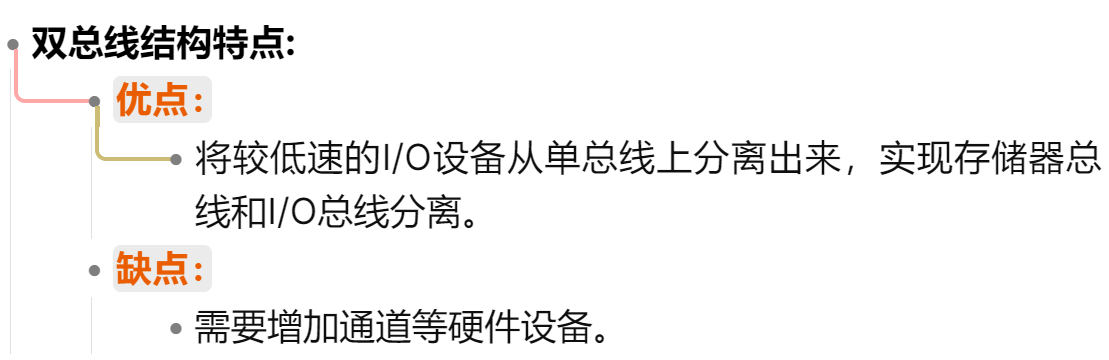 双总线结构特点:
优点：
将较低速的I/O设备从单总线上分离出来，实现存储器总
线和I/O总线分离。
缺点：
需要增加通道等硬件设备。